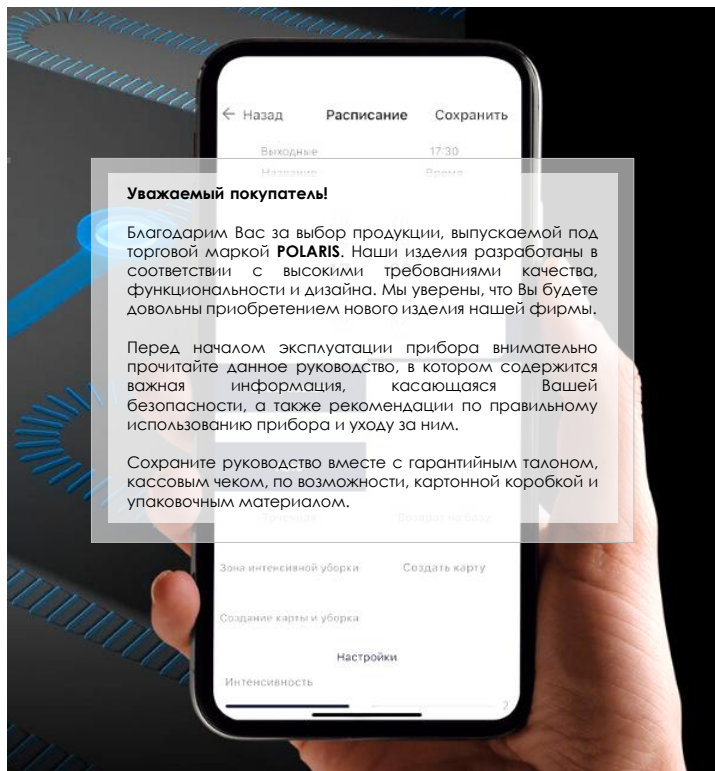 ← Назад Расписание Сохранить
Выходные 17:30
Название Время
Уважаемый покупатель!
Благодарим Вас за выбор продукции, выпускаемой под
торговой маркой POLARIS. Наши изделия разработаны в
соответствии с высокими требованиями качества,
функциональности и дизайна. Мы уверены, что Вы будете
довольны приобретением нового изделия нашей фирмы.
Перед началом эксплуатации прибора внимательно
прочитайте данное руководство, в котором содержится
важная информация, касающаяся Вашей
безопасности, а также рекомендации по правильному
использованию прибора и уходу за ним.
Сохраните руководство вместе с гарантийным талоном,
кассовым чеком, по возможности, картонной коробкой и
упаковочным материалом.
Зона интенсивной уборки Создать карту
Создание карты и уборка
Настройки
Интенсивность
2